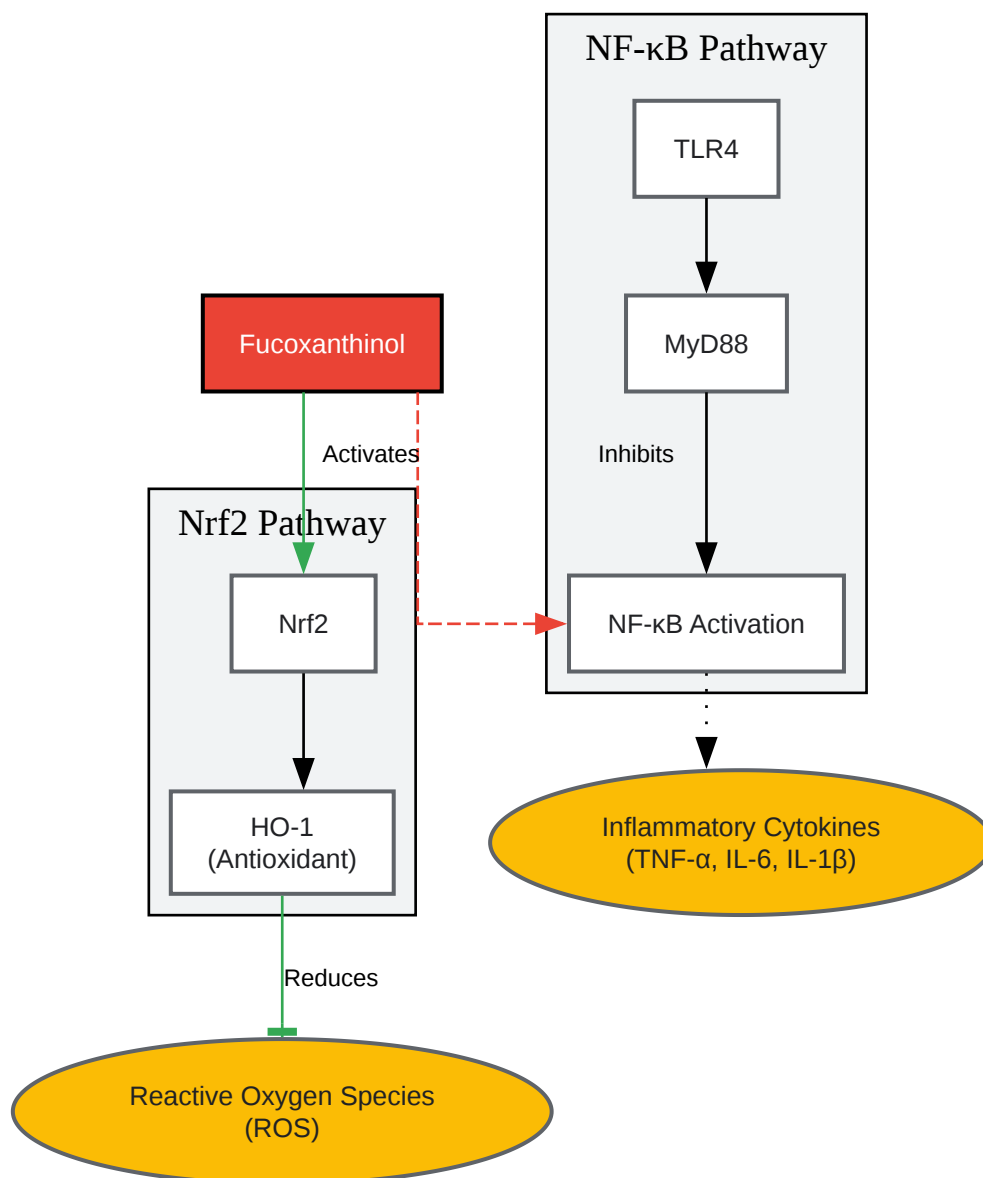 NF-κB Pathway
TLR4
Fucoxanthinol
MyD88
Activates
Inhibits
Nrf2 Pathway
Nrf2
NF-κB Activation
HO-1
(Antioxidant)
Inflammatory Cytokines
(TNF-α, IL-6, IL-1β)
Reduces
Reactive Oxygen Species
(ROS)